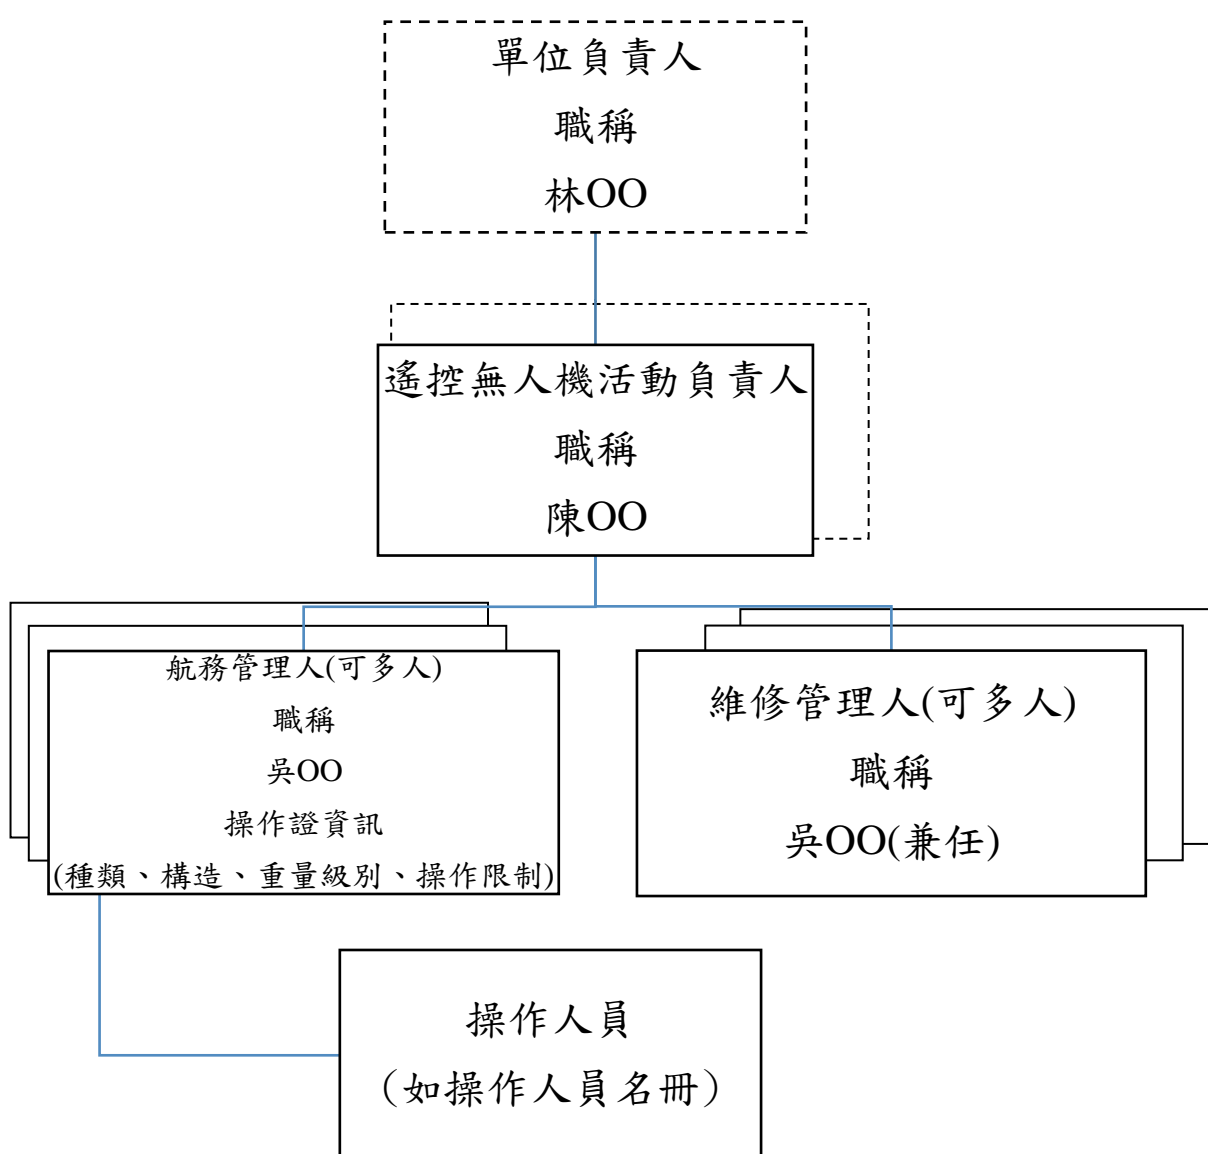 單位負責人
職稱
林OO
遙控無人機活動負責人
職稱
陳OO
航務管理人(可多人)
職稱
吳OO
操作證資訊
(種類、構造、重量級別、操作限制)
維修管理人(可多人)
職稱
吳OO(兼任)
操作人員
（如操作人員名冊）